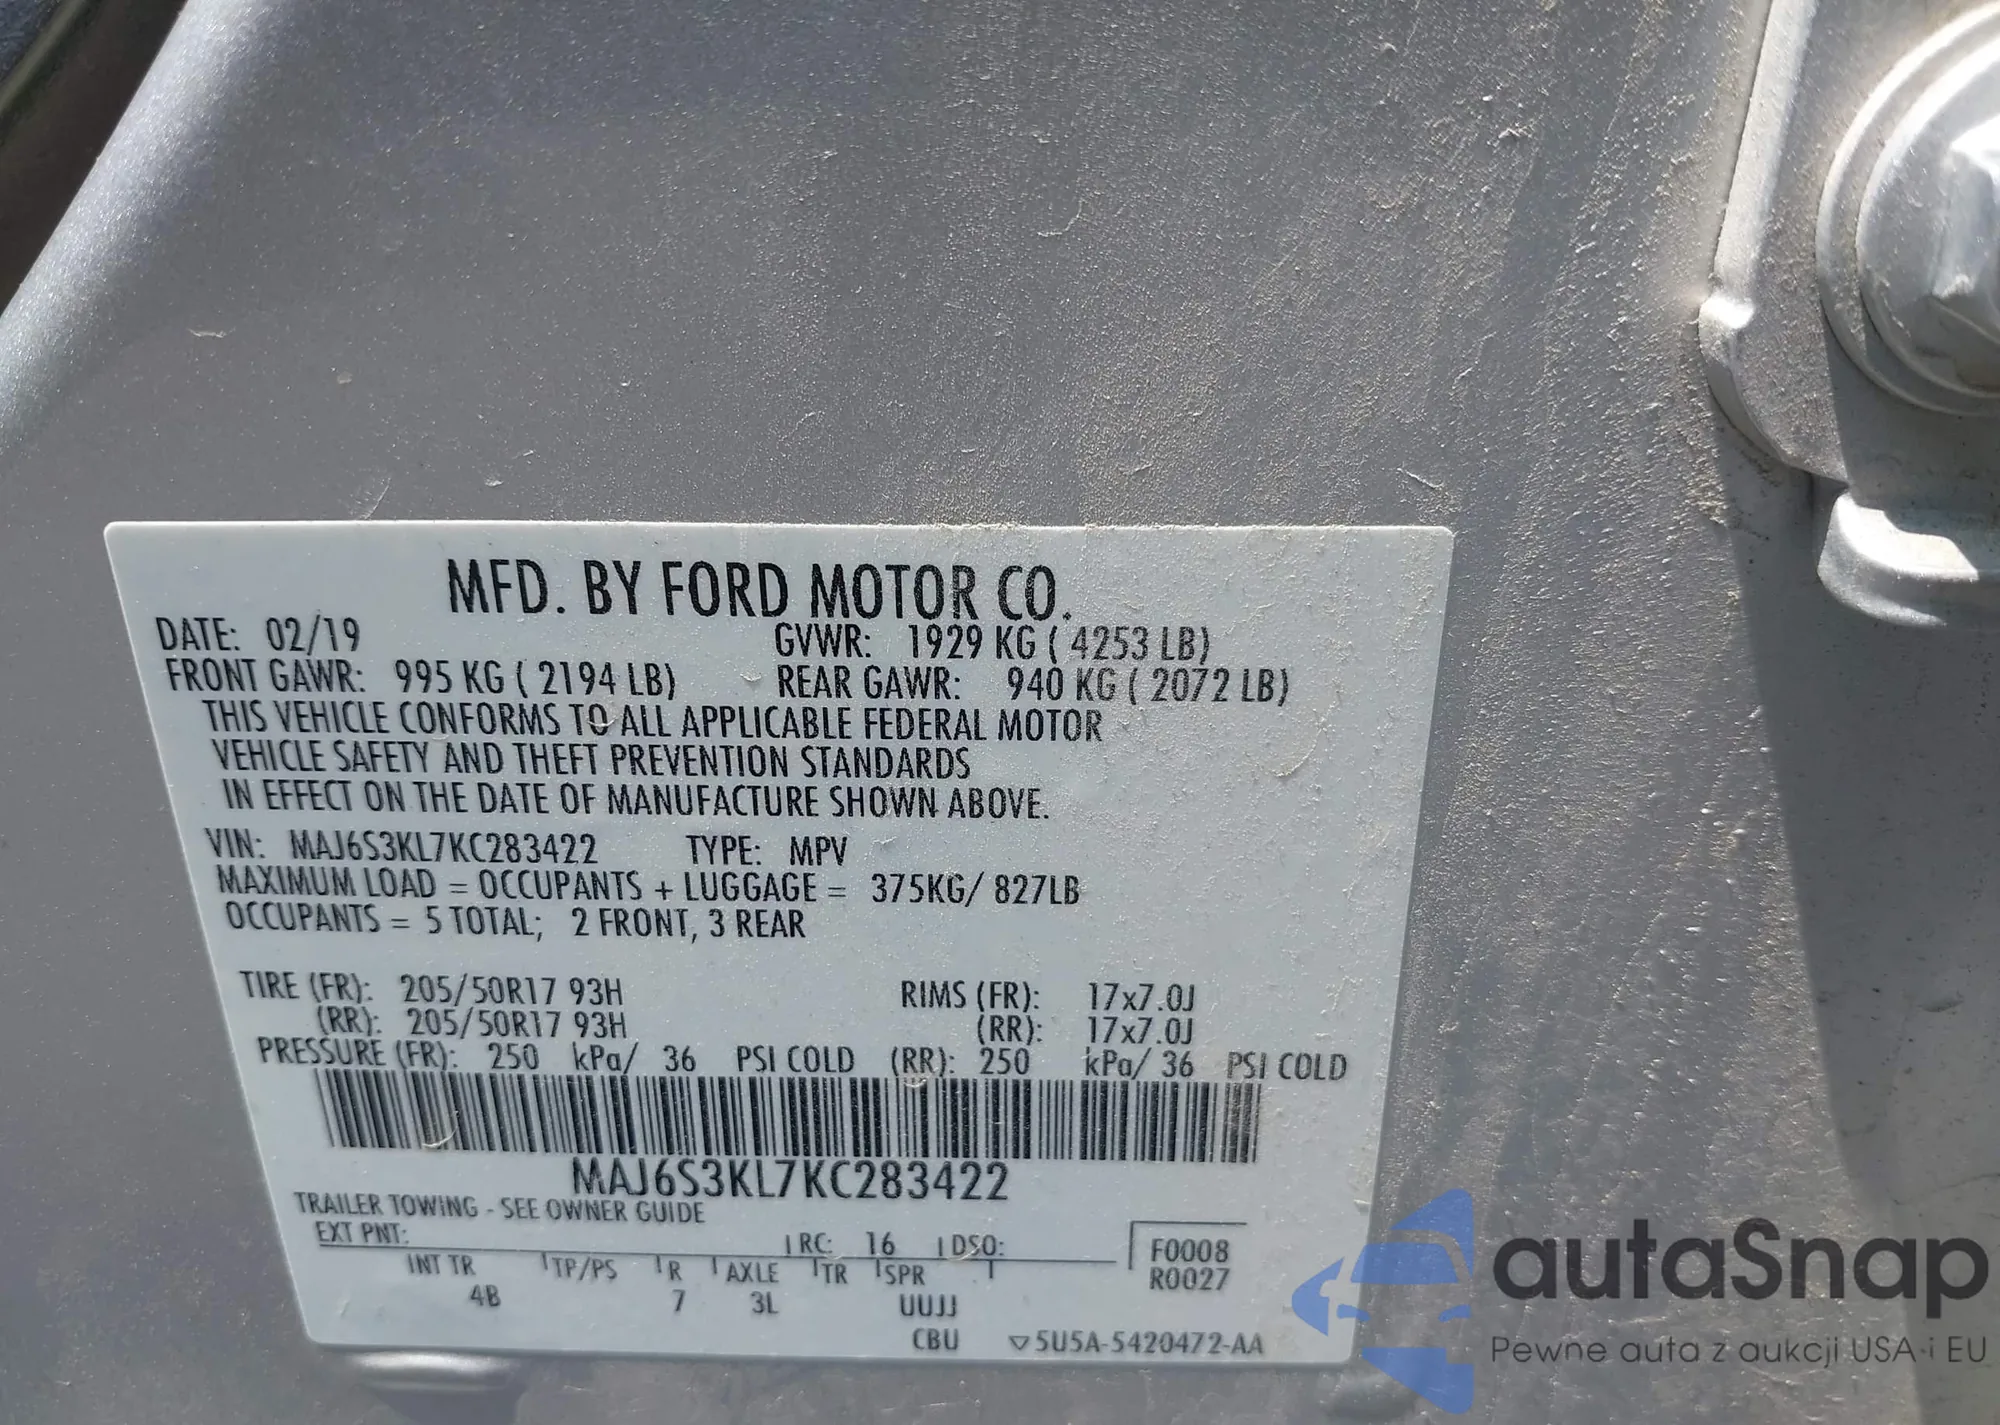 MFD. BY FORD MOTOR CO.
DATE: 02/19 GVWR: 1929 KG ( 4253 LB)
FRONT GAWR: 995 KG ( 2194 LB) REAR GAWR: 940 KG ( 2072 LB)
THIS VEHICLE CONFORMS TO ALL APPLICABLE FEDERAL MOTOR
VEHICLE SAFETY AND THEFT PREVENTION STANDARDS
IN EFFECT ON THE DATE OF MANUFACTURE SHOWN ABOVE.
VIN: MAJ6S3KL7KC283422 TYPE: MPV
MAXIMUM LOAD = OCCUPANTS + LUGGAGE = 375KG/ 827LB
OCCUPANTS = 5 TOTAL; 2 FRONT, 3 REAR
TIRE (FR): 205/50R17 93H RIMS (FR): 17x7.0J
(RR): 205/50R17 93H (RR): 17x7.0J
PRESSURE (FR): 250 kPa/ 36 PSI COLD (RR): 250 kPa/ 36 PSI COLD
MAJ6S3KL7KC283422
TRAILER TOWING - SEE OWNER GUIDE
EXT PNT: RC: 16 DSO: F0008
INT TR TP/PS R AXLE TR SPR R0027
4B 7 3L UUJJ
CBU 5U5A-5420472-AA
autaSnap
Pewne auta z aukcji USA i EU